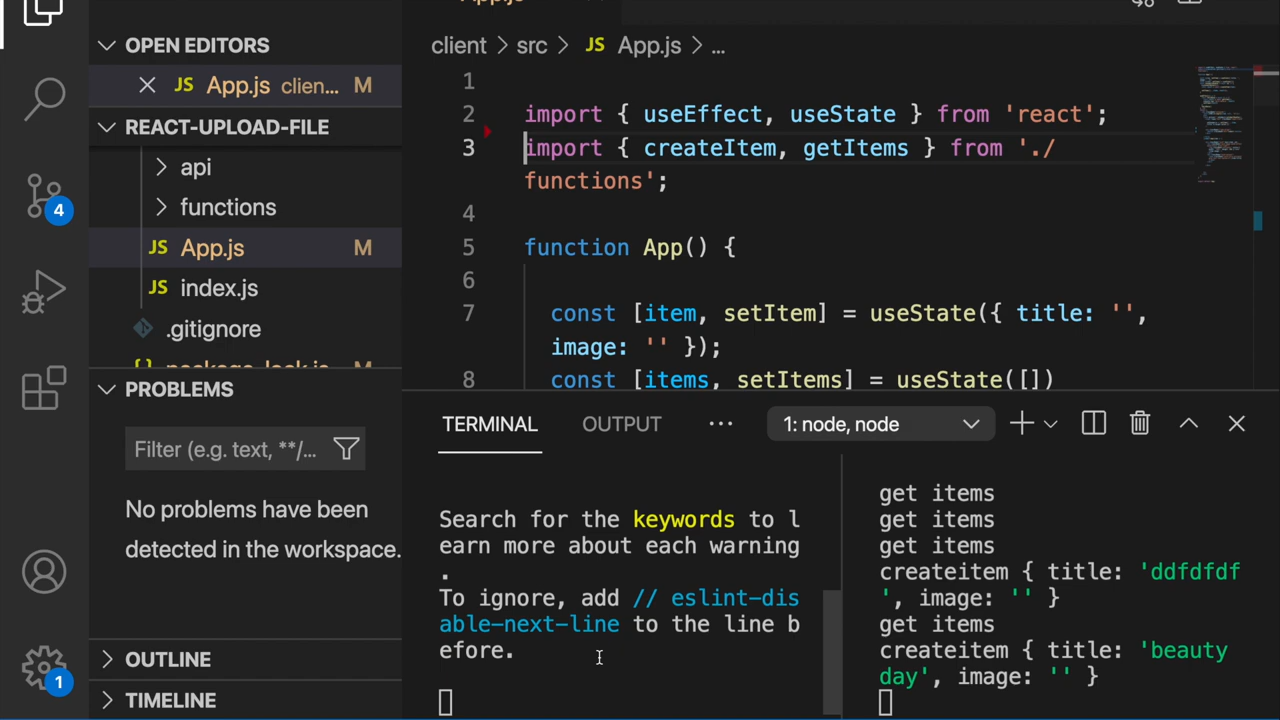 App.js
OPEN EDITORS
JS App.js clien... M
REACT-UPLOAD-FILE
api
functions
JS App.js M
JS index.js
.gitignore
PROBLEMS
Filter (e.g. text, **/...
No problems have been
detected in the workspace.
OUTLINE
TIMELINE
4
1
client > src > JS App.js > ...
1
2 import { useEffect, useState } from 'react';
3 import { createItem, getItems } from './
functions';
4
5 function App() {
6
7 const [item, setItem] = useState({ title: '',
image: '' });
8 const [items, setItems] = useState([])
TERMINAL OUTPUT ... 1: node, node
Search for the keywords to l
earn more about each warning
.
To ignore, add // eslint-dis
able-next-line to the line b
efore.
get items
get items
get items
createitem { title: 'ddfdfdf
', image: '' }
get items
createitem { title: 'beauty
day', image: '' }